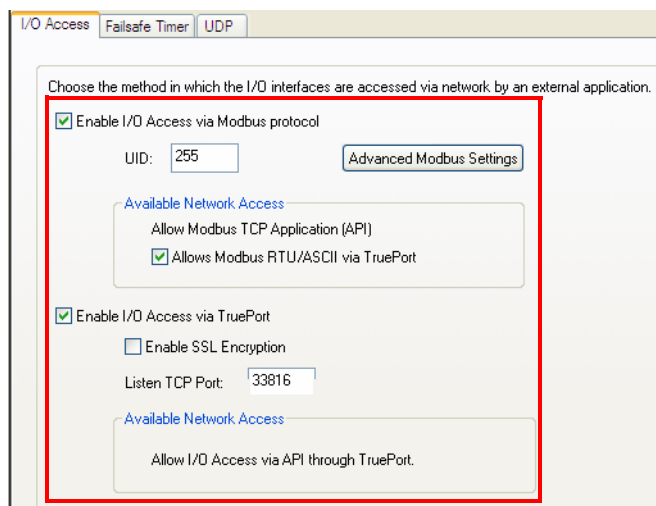 I/O Access Failsafe Timer UDP
Choose the method in which the I/O interfaces are accessed via network by an external application.
Enable I/O Access via Modbus protocol
UID: 255 Advanced Modbus Settings
Available Network Access
Allow Modbus TCP Application (API)
Allows Modbus RTU/ASCII via TruePort
Enable I/O Access via TruePort
Enable SSL Encryption
Listen TCP Port: 33816
Available Network Access
Allow I/O Access via API through TruePort.